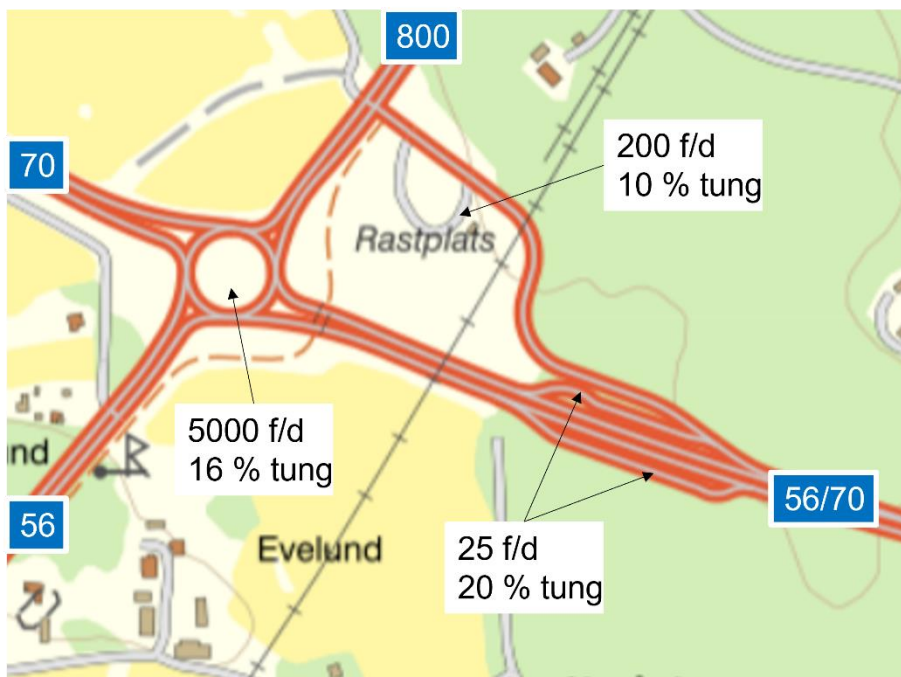 800
70
200 f/d
10 % tung
Rastplats
5000 f/d
16 % tung
nd
56
Evelund
25 f/d
20 % tung
56/70